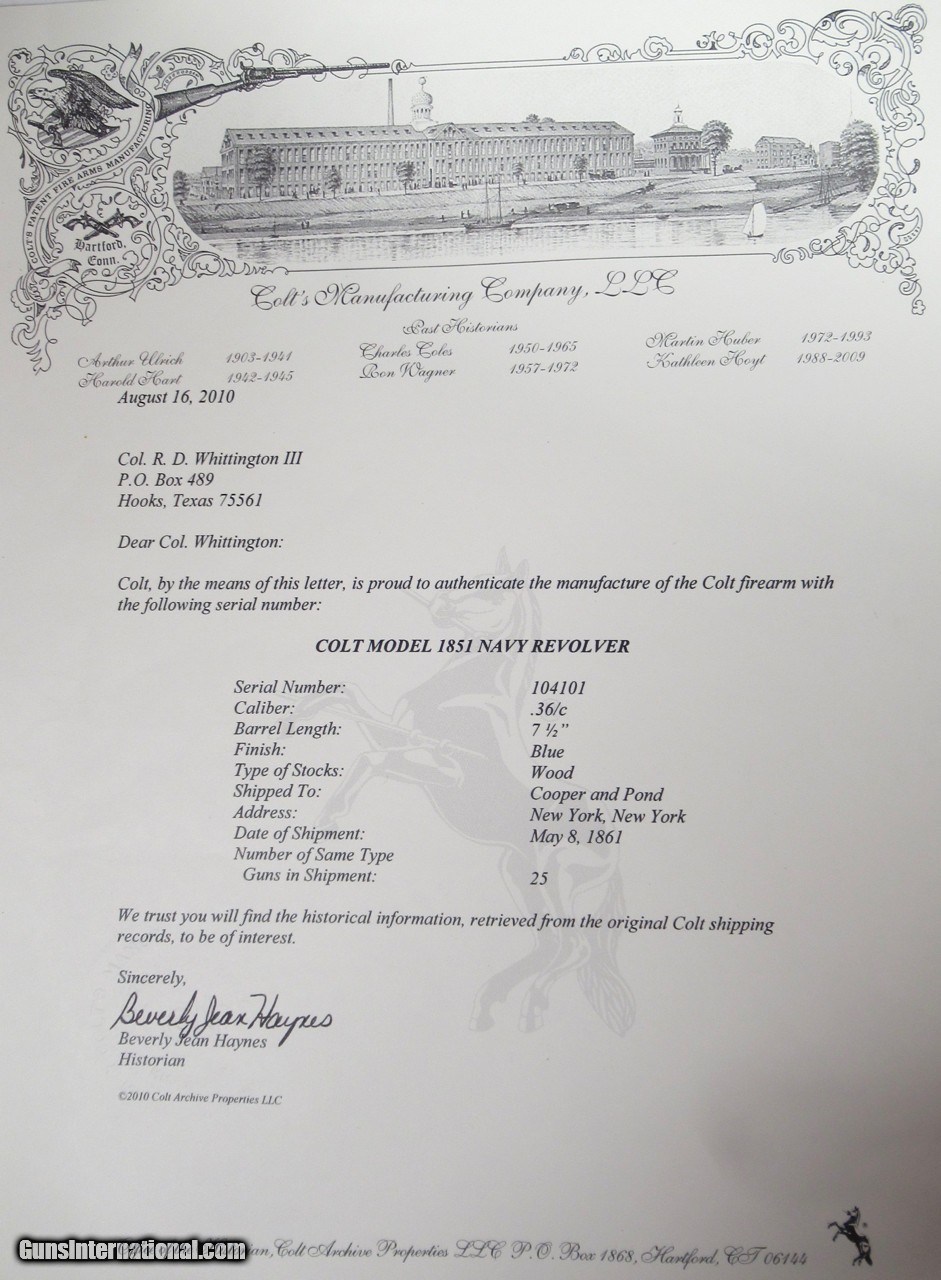 COLT'S PATENT FIRE ARMS MANUFACTURING
Hartford,
Conn.
Colt's Manufacturing Company, LLC
Past Historians
Arthur Ulrich 1903-1941
Harold Hart 1942-1945
Charles Coles 1950-1965
Ron Wagner 1957-1972
Martin Huber 1972-1993
Kathleen Hoyt 1988-2009
August 16, 2010
Col. R. D. Whittington III
P.O. Box 489
Hooks, Texas 75561
Dear Col. Whittington:
Colt, by the means of this letter, is proud to authenticate the manufacture of the Colt firearm with
the following serial number:
COLT MODEL 1851 NAVY REVOLVER
Serial Number: 104101
Caliber: .36/c
Barrel Length: 7 ½"
Finish: Blue
Type of Stocks: Wood
Shipped To: Cooper and Pond
Address: New York, New York
Date of Shipment: May 8, 1861
Number of Same Type
Guns in Shipment: 25
We trust you will find the historical information, retrieved from the original Colt shipping
records, to be of interest.
Sincerely,
Beverly Jean Haynes
Beverly Jean Haynes
Historian
©2010 Colt Archive Properties LLC
Colt Archive Properties LLC P.O. Box 1868, Hartford, CT 06144
GunsInternational.com